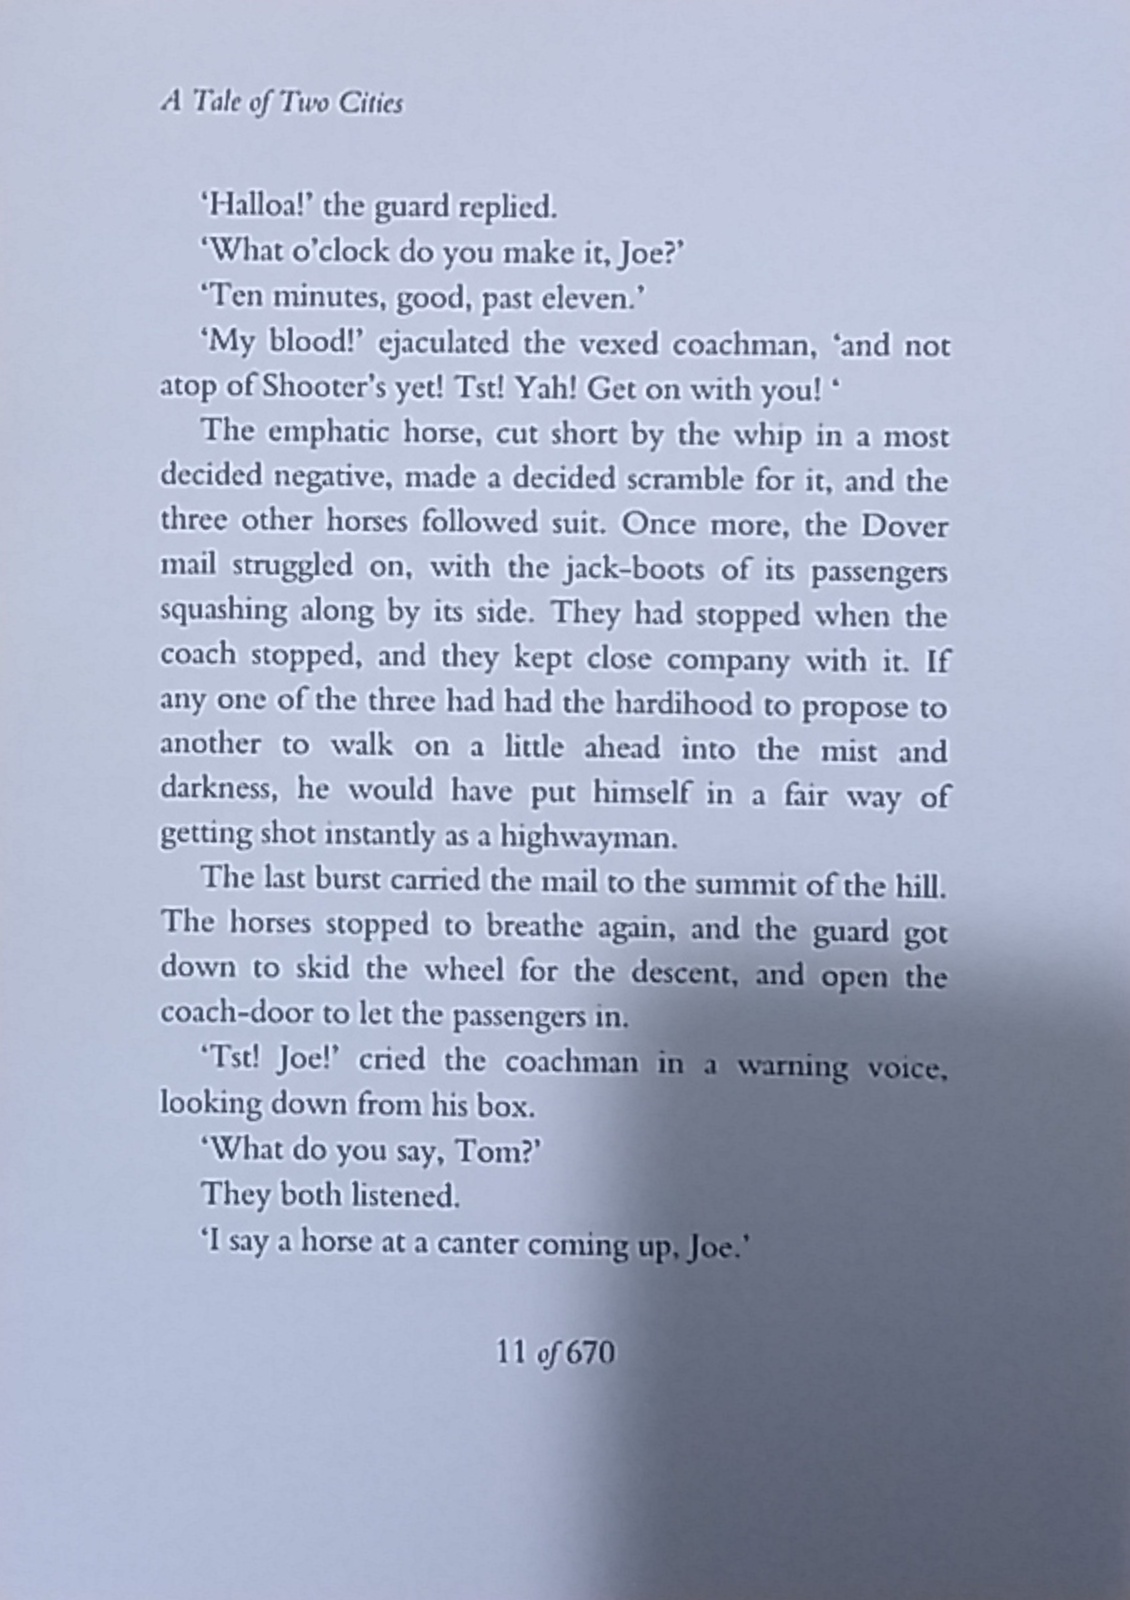 A Tale of Two Cities
‘Halloa!’ the guard replied.
‘What o’clock do you make it, Joe?’
‘Ten minutes, good, past eleven.’
‘My blood!’ ejaculated the vexed coachman, ‘and not
atop of Shooter’s yet! Tst! Yah! Get on with you! ‘
The emphatic horse, cut short by the whip in a most
decided negative, made a decided scramble for it, and the
three other horses followed suit. Once more, the Dover
mail struggled on, with the jack-boots of its passengers
squashing along by its side. They had stopped when the
coach stopped, and they kept close company with it. If
any one of the three had had the hardihood to propose to
another to walk on a little ahead into the mist and
darkness, he would have put himself in a fair way of
getting shot instantly as a highwayman.
The last burst carried the mail to the summit of the hill.
The horses stopped to breathe again, and the guard got
down to skid the wheel for the descent, and open the
coach-door to let the passengers in.
‘Tst! Joe!’ cried the coachman in a warning voice,
looking down from his box.
‘What do you say, Tom?’
They both listened.
‘I say a horse at a canter coming up, Joe.’
11 of 670